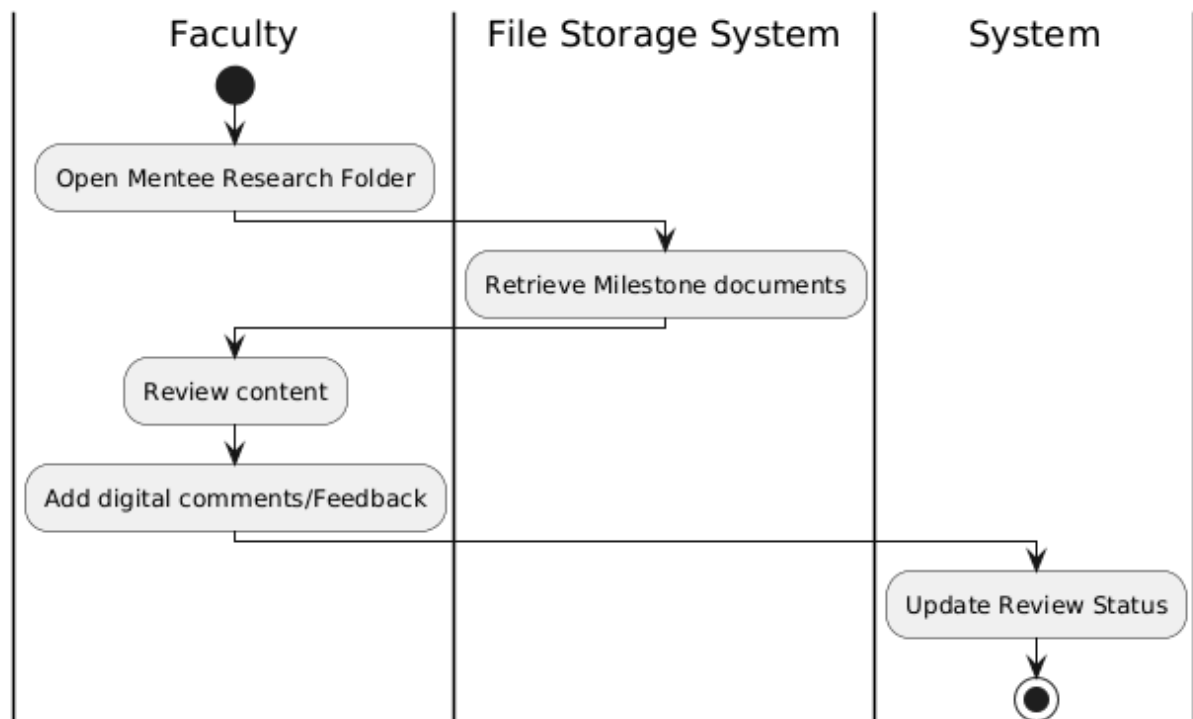 Faculty
File Storage System
System
Open Mentee Research Folder
Retrieve Milestone documents
Review content
Add digital comments/Feedback
Update Review Status